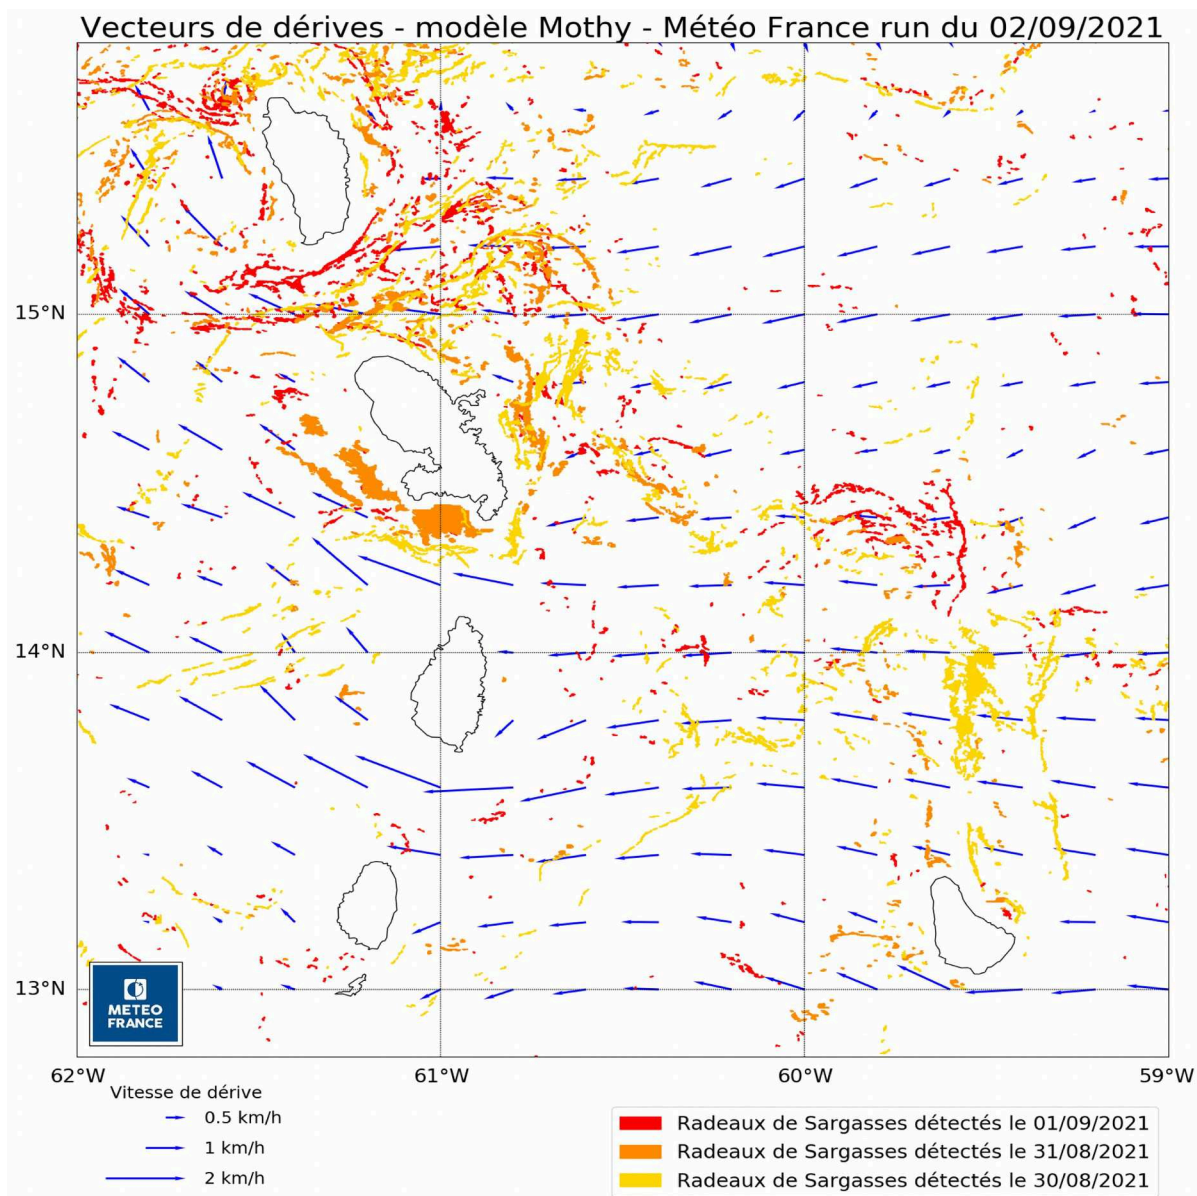 Vecteurs de dérives - modèle Mothy - Météo France run du 02/09/2021
15°N
14°N
13°N
METEO
FRANCE
62°W
61°W
60°W
59°W
Vitesse de dérive
0.5 km/h
1 km/h
2 km/h
Radeaux de Sargasses détectés le 01/09/2021
Radeaux de Sargasses détectés le 31/08/2021
Radeaux de Sargasses détectés le 30/08/2021